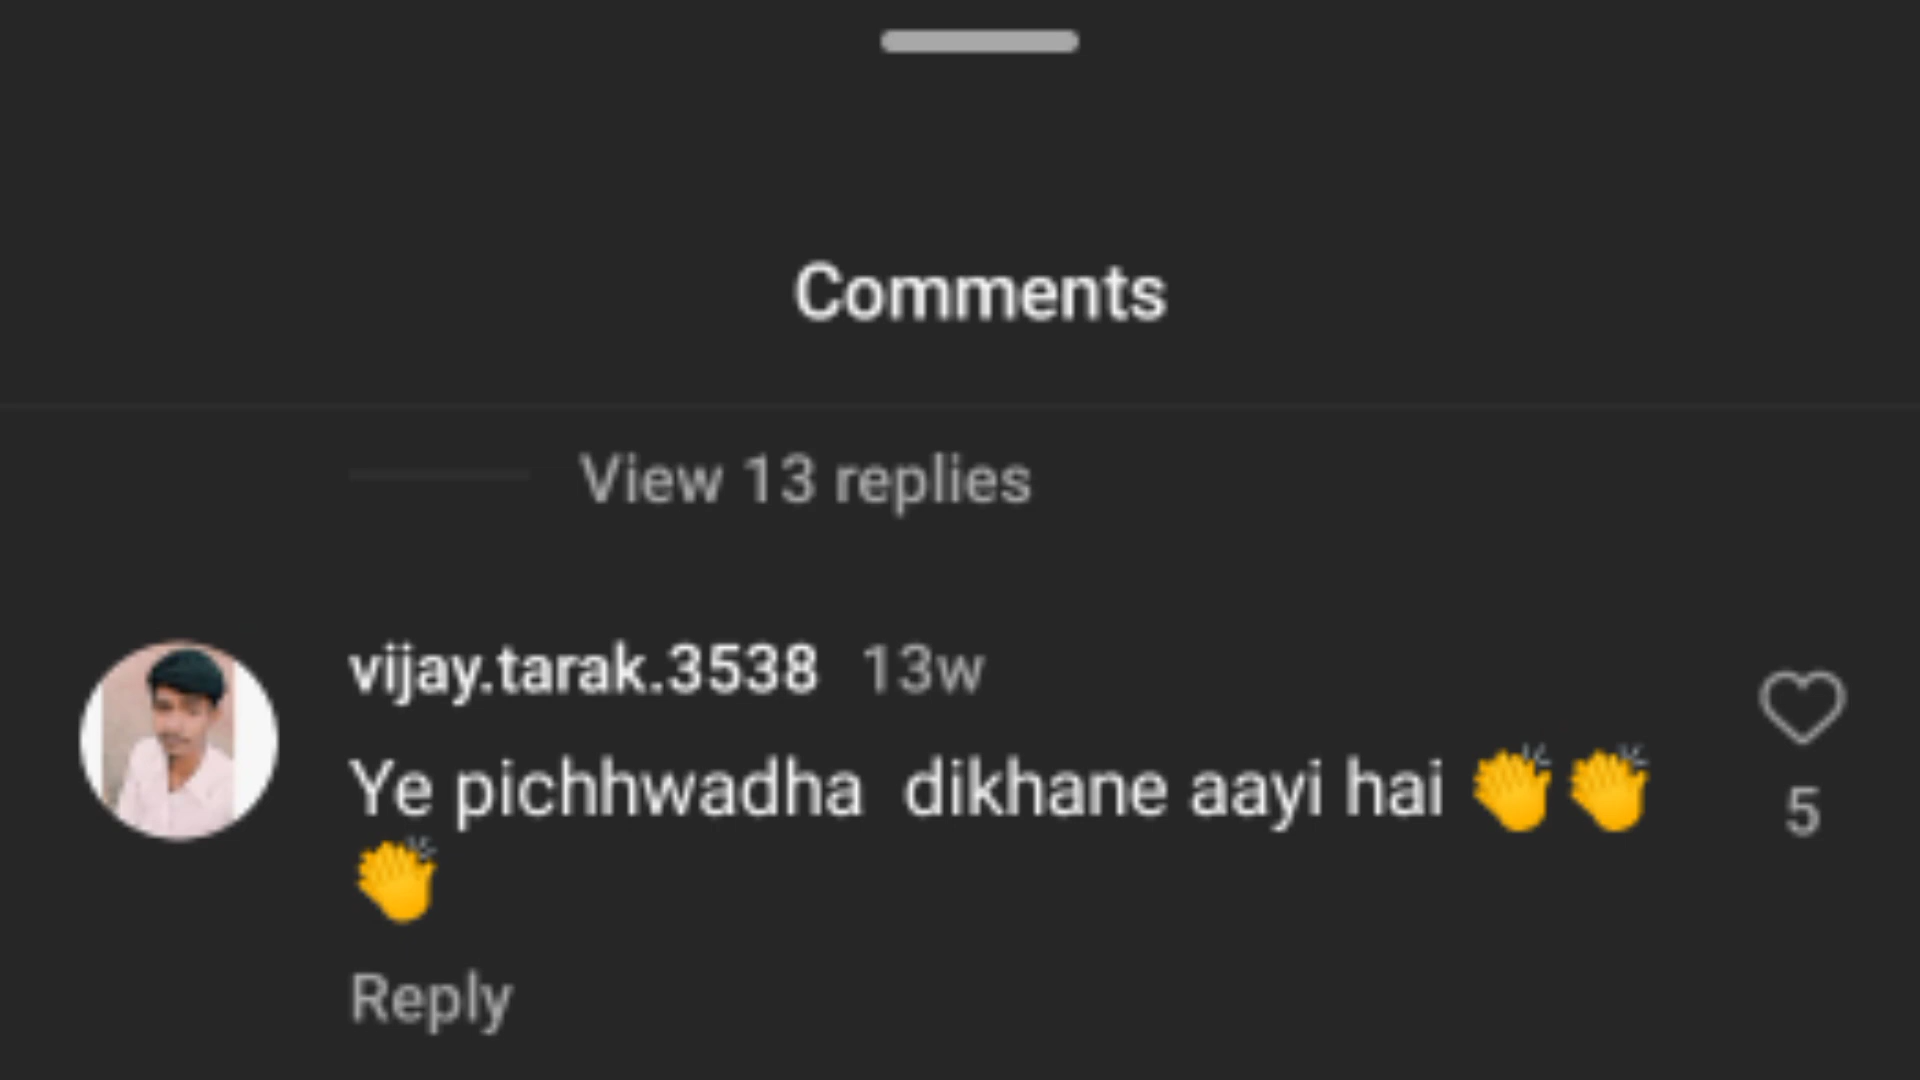 Comments
View 13 replies
vijay.tarak.3538 13w
Ye pichhwadha  dikhane aayi hai 👏👏
👏
5
Reply